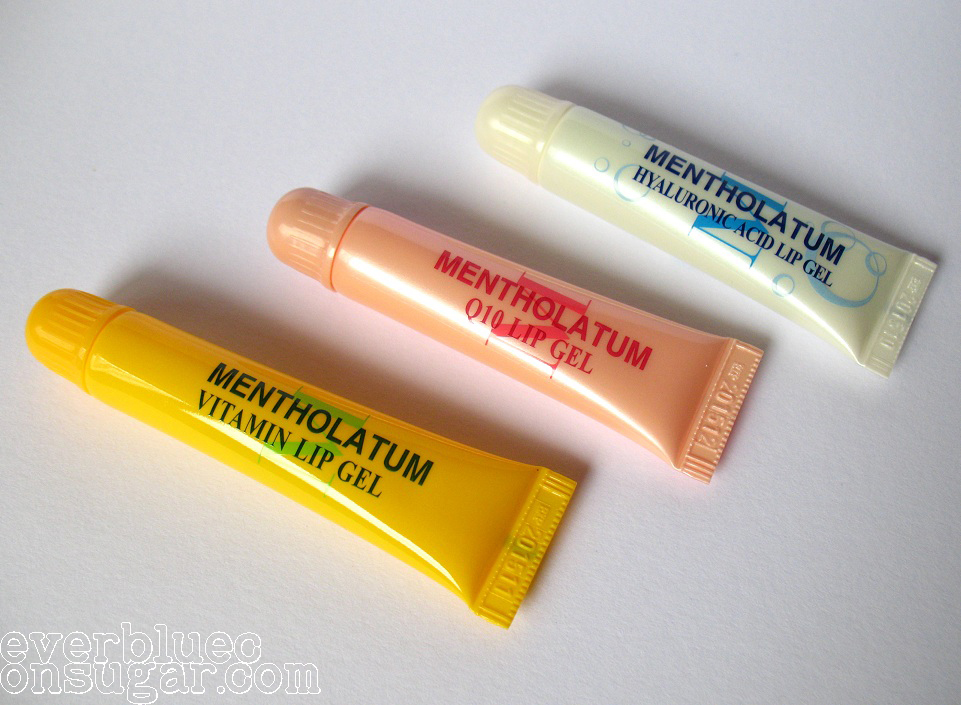 MENTHOLATUM
HYALURONIC ACID LIP GEL
MENTHOLATUM
Q10 LIP GEL
MENTHOLATUM
VITAMIN LIP GEL
everbluec
onsugar.com